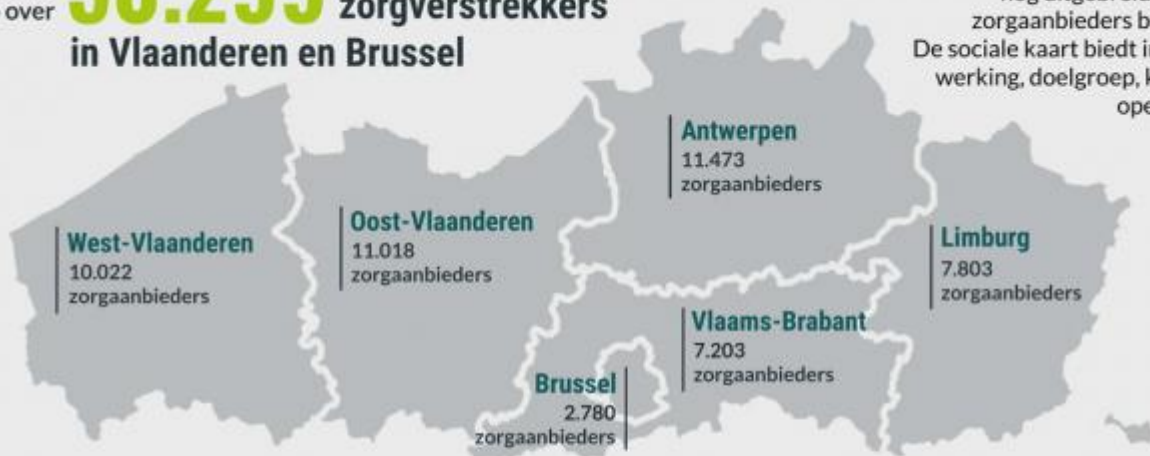 over
zorgverstrekkers
in Vlaanderen en Brussel
zorgaanbieders b
De sociale kaart biedt i
werking, doelgroep, k
ope
Antwerpen
11.473
zorgaanbieders
West-Vlaanderen
10.022
zorgaanbieders
Oost-Vlaanderen
11.018
zorgaanbieders
Limburg
7.803
zorgaanbieders
Vlaams-Brabant
7.203
zorgaanbieders
Brussel
2.780
zorgaanbieders